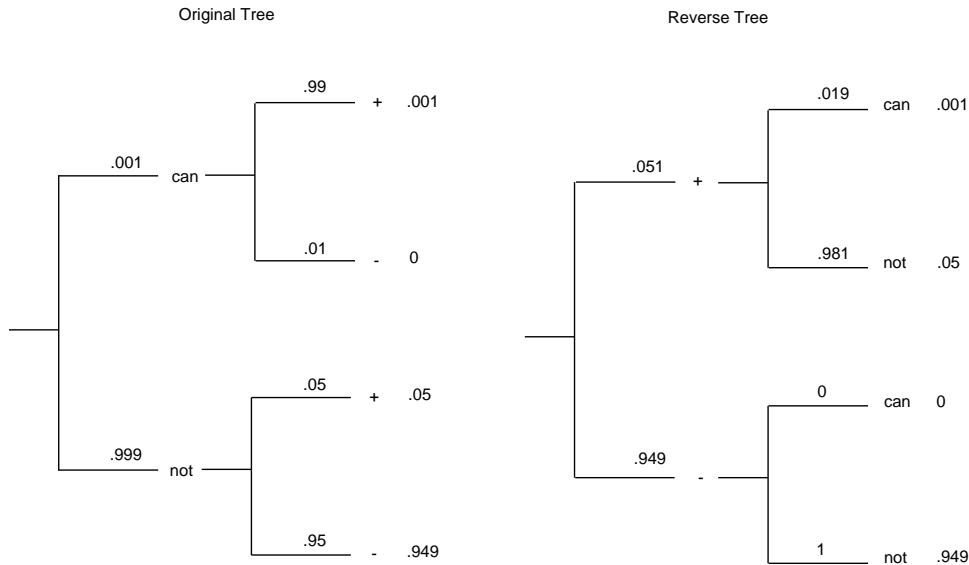 Original Tree
.99
+ .001
.001
can
.01
- 0
.05
+ .05
.999
not
.95
- .949
Reverse Tree
.019
can .001
.051
+
.981
not .05
0
can 0
.949
-
1
not .949